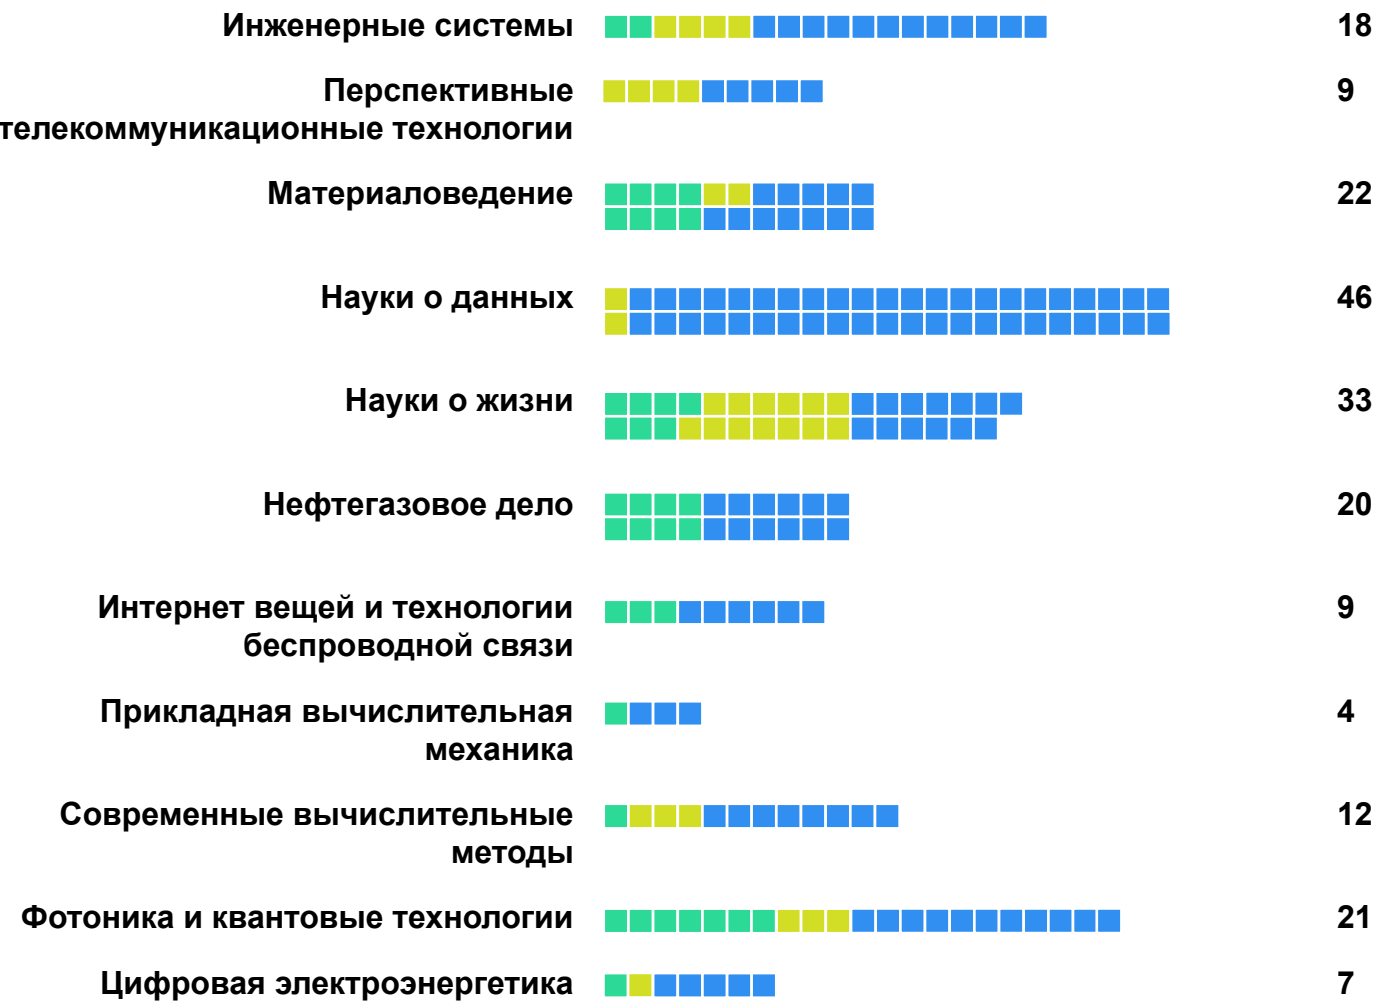 Инженерные системы 18
Перспективные 9
телекоммуникационные технологии
Материаловедение 22
Науки о данных 46
Науки о жизни 33
Нефтегазовое дело 20
Интернет вещей и технологии 9
беспроводной связи
Прикладная вычислительная 4
механика
Современные вычислительные 12
методы
Фотоника и квантовые технологии 21
Цифровая электроэнергетика 7